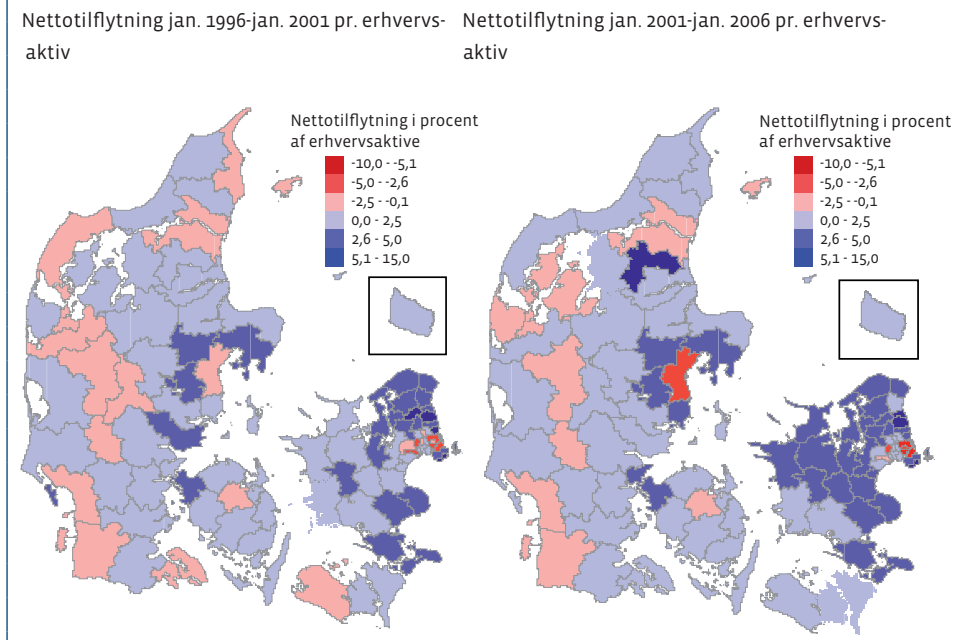 Nettotilflytning jan. 1996-jan. 2001 pr. erhvervs-
aktiv
Nettotilflytning i procent
af erhvervsaktive
-10,0 - -5,1
-5,0 - -2,6
-2,5 - -0,1
0,0 - 2,5
2,6 - 5,0
5,1 - 15,0
Nettotilflytning jan. 2001-jan. 2006 pr. erhvervs-
aktiv
Nettotilflytning i procent
af erhvervsaktive
-10,0 - -5,1
-5,0 - -2,6
-2,5 - -0,1
0,0 - 2,5
2,6 - 5,0
5,1 - 15,0